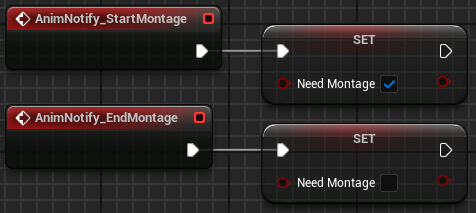 AnimNotify_StartMontage
SET
Need Montage
AnimNotify_EndMontage
SET
Need Montage